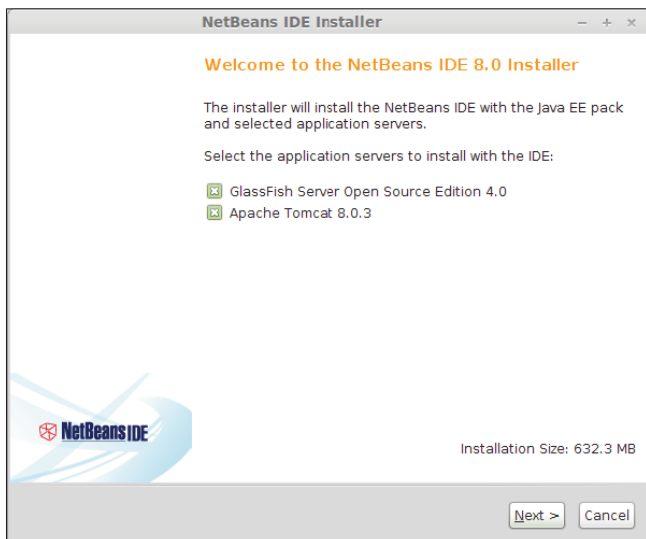 NetBeans IDE Installer
Welcome to the NetBeans IDE 8.0 Installer
The installer will install the NetBeans IDE with the Java EE pack
and selected application servers.
Select the application servers to install with the IDE:
GlassFish Server Open Source Edition 4.0
Apache Tomcat 8.0.3
NetBeans IDE
Installation Size: 632.3 MB
Next >
Cancel